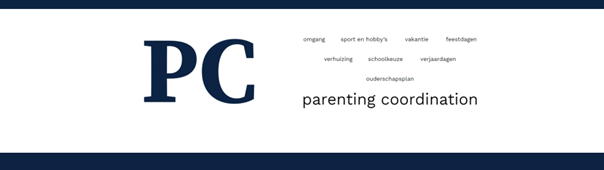 PC
omgang sport en hobby's vakantie feestdagen
verhuizing schoolkeuze verjaardagen
ouderschapsplan
parenting coordination